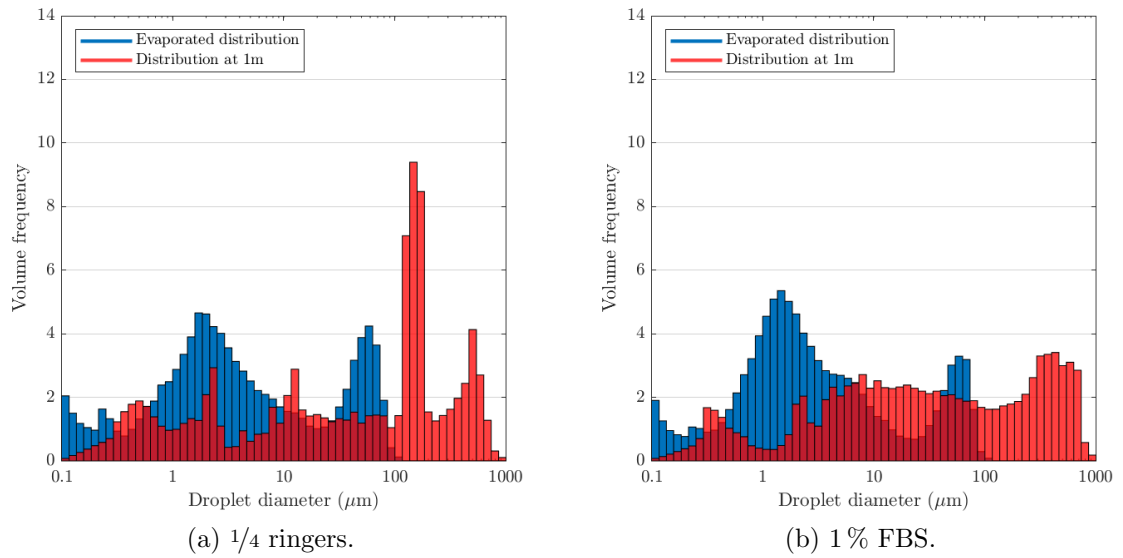 14
12
10
8
6
4
2
0
Volume frequency
Evaporated distribution
Distribution at 1m
0.1
1
10
100
1000
Droplet diameter (μm)
(a) 1/4 ringers.
14
12
10
8
6
4
2
0
Volume frequency
Evaporated distribution
Distribution at 1m
0.1
1
10
100
1000
Droplet diameter (μm)
(b) 1 % FBS.